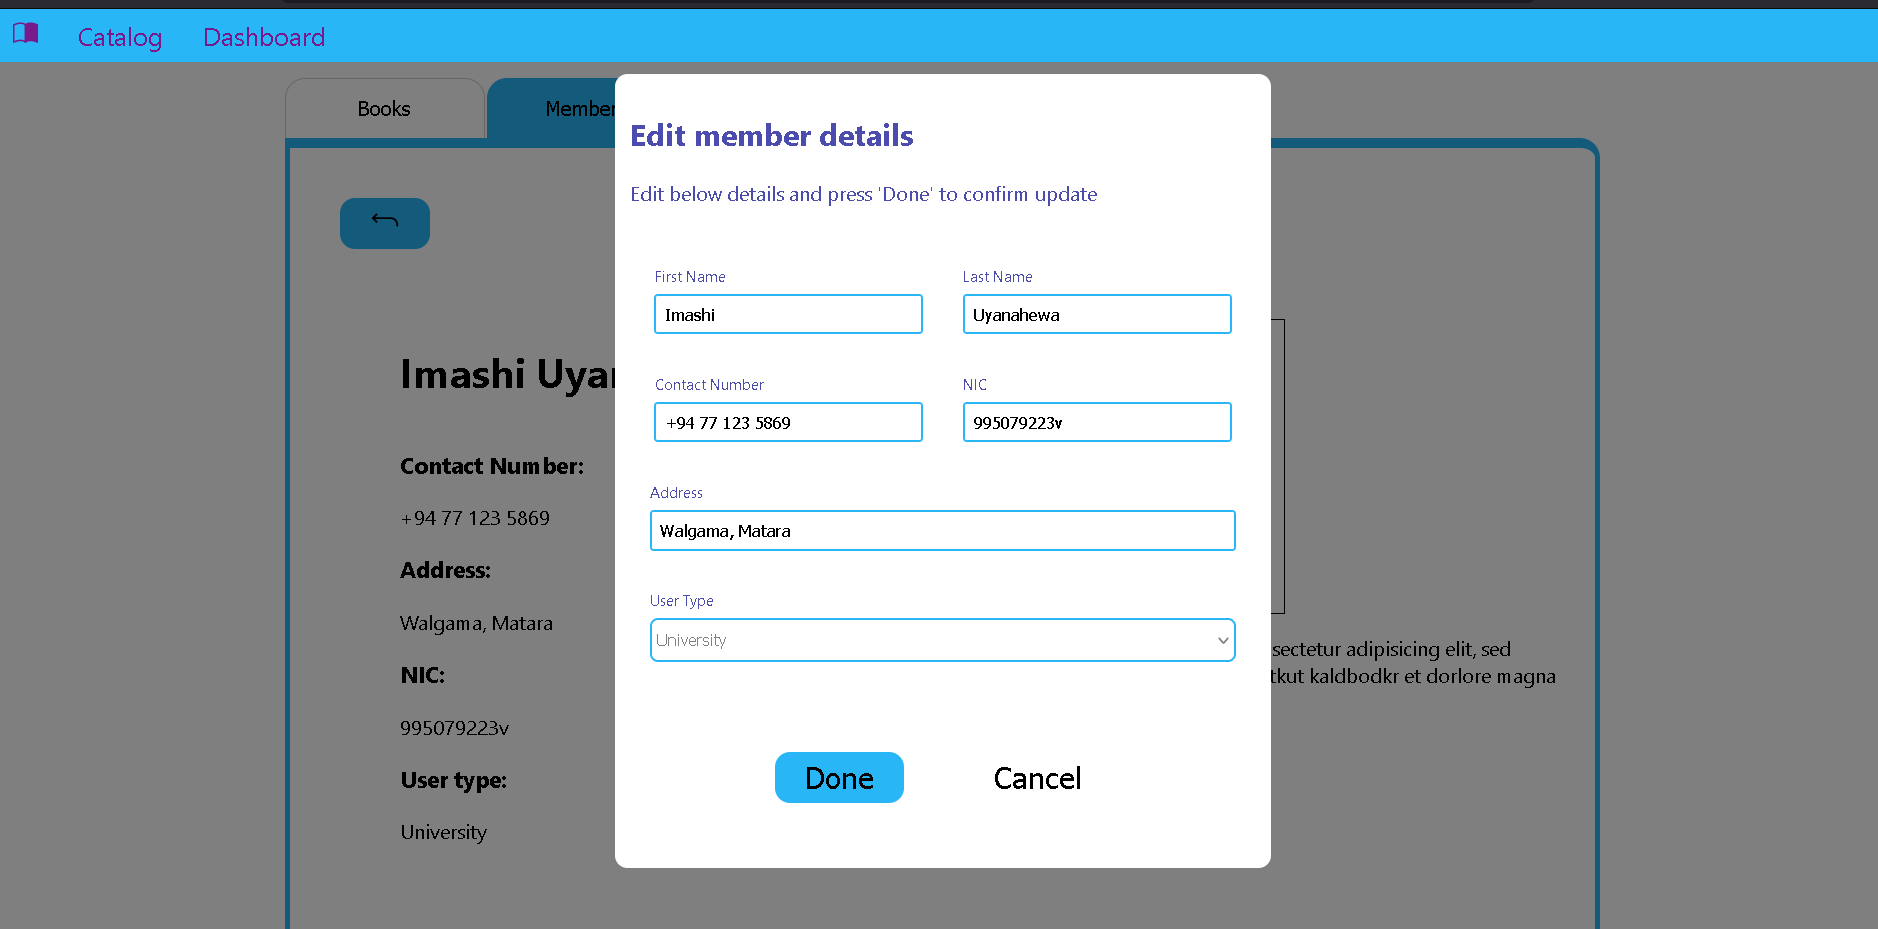 Catalog Dashboard
Books
Member
Edit member details
Edit below details and press 'Done' to confirm update
First Name Last Name
Imashi Uyanahewa
Contact Number NIC
+94 77 123 5869 995079223v
Address
Walgama, Matara
User Type
University
Done Cancel
Imashi
Contact Number:
+94 77 123 5869
Address:
Walgama, Matara
NIC:
995079223v
User type:
University
sectetur adipisicing elit, sed
tkut kaldbodkr et dorlore magna